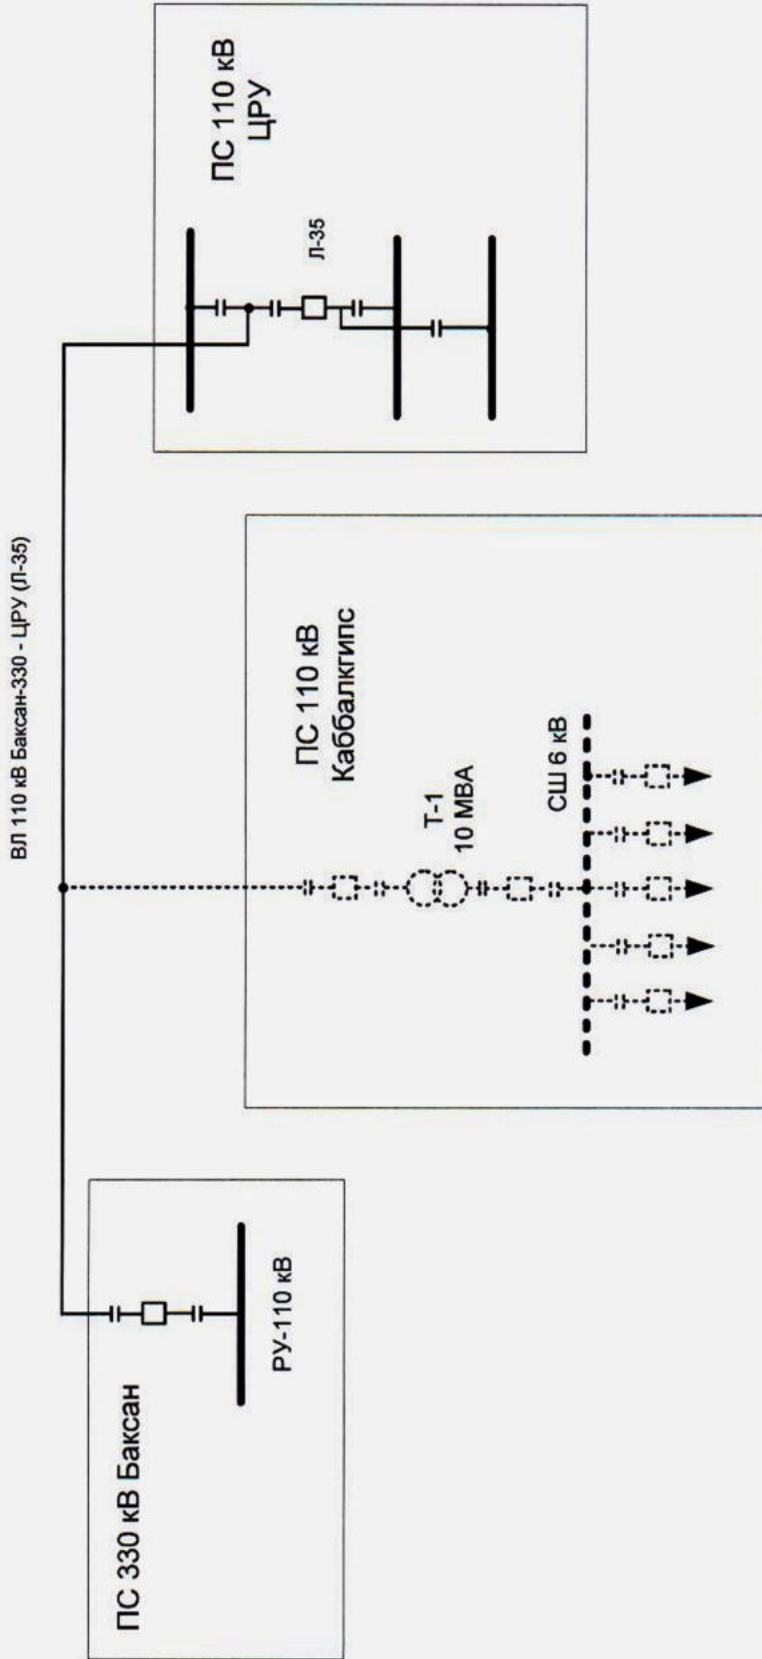 ВЛ 110 кВ Баксан-330 - ЦРУ (Л-35)
ПС 330 кВ Баксан
РУ-110 кВ
ПС 110 кВ
Каббалкгипс
Т-1
10 МВА
СШ 6 кВ
ПС 110 кВ
ЦРУ
Л-35